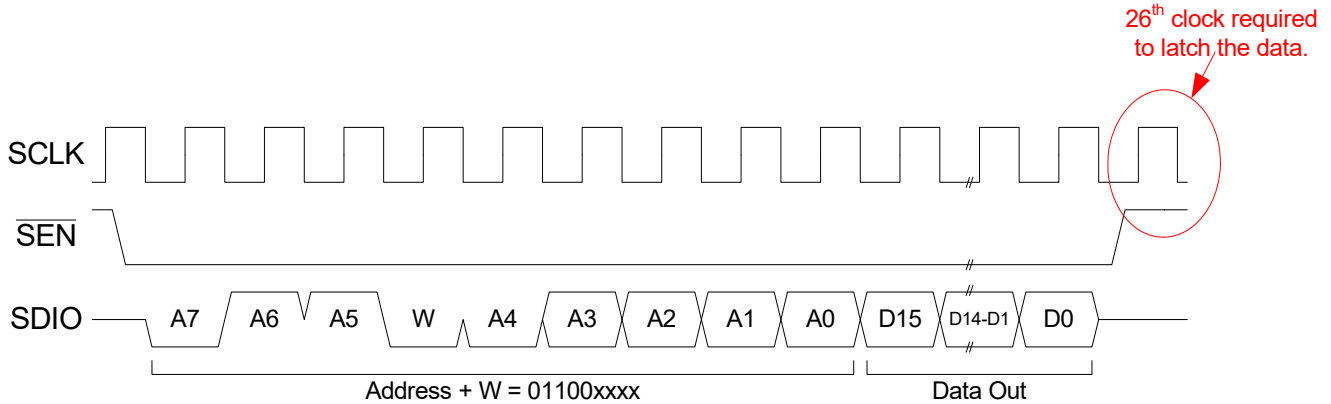 26th clock required
to latch the data.
SCLK
SEN
SDIO
A7 A6 A5 W A4 A3 A2 A1 A0 D15 D14-D1 D0
Address + W = 01100xxxx
Data Out